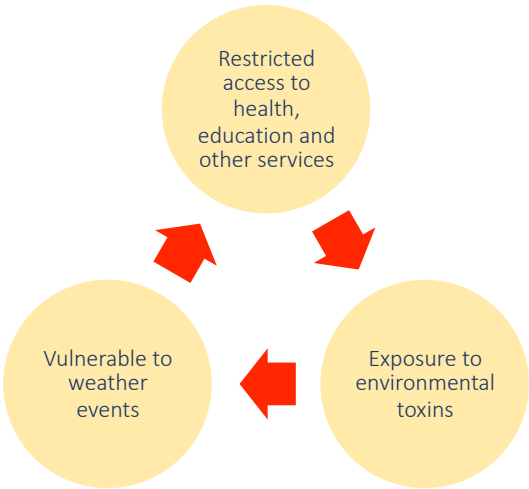 Restricted
access to
health,
education and
other services
Vulnerable to
weather
events
Exposure to
environmental
toxins